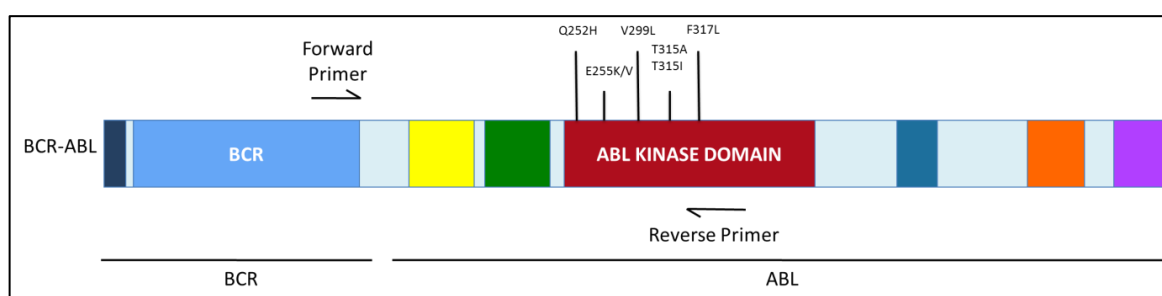 Q252H V299L F317L
T315A
T315I
E255K/V
Forward
Primer
BCR-ABL
BCR
ABL KINASE DOMAIN
Reverse Primer
BCR
ABL